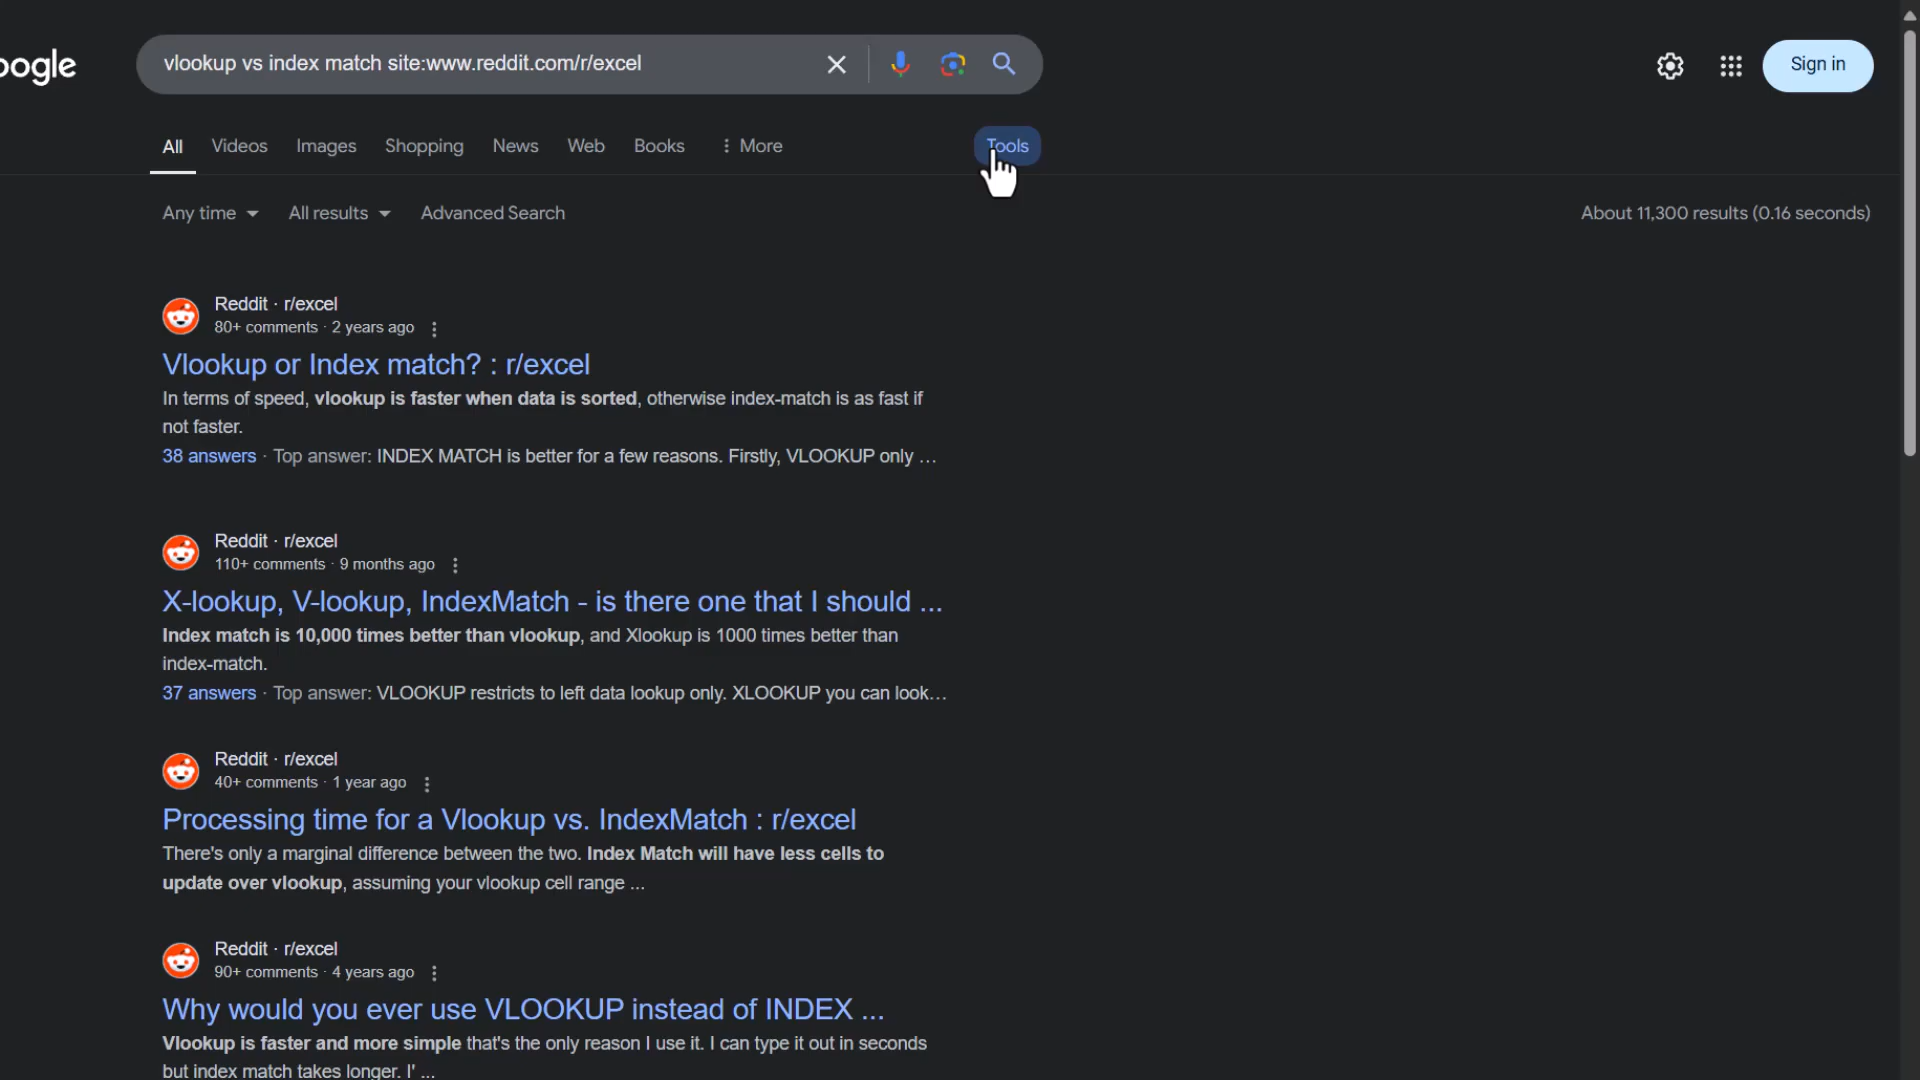 oogle
vlookup vs index match site:www.reddit.com/r/excel
Sign in
All Videos Images Shopping News Web Books More Tools
Any time All results Advanced Search About 11,300 results (0.16 seconds)
Reddit · r/excel
80+ comments · 2 years ago
Vlookup or Index match? : r/excel
In terms of speed, vlookup is faster when data is sorted, otherwise index-match is as fast if
not faster.
38 answers · Top answer: INDEX MATCH is better for a few reasons. Firstly, VLOOKUP only ...
Reddit · r/excel
110+ comments · 9 months ago
X-lookup, V-lookup, IndexMatch - is there one that I should ...
Index match is 10,000 times better than vlookup, and Xlookup is 1000 times better than
index-match.
37 answers · Top answer: VLOOKUP restricts to left data lookup only. XLOOKUP you can look...
Reddit · r/excel
40+ comments · 1 year ago
Processing time for a Vlookup vs. IndexMatch : r/excel
There's only a marginal difference between the two. Index Match will have less cells to
update over vlookup, assuming your vlookup cell range ...
Reddit · r/excel
90+ comments · 4 years ago
Why would you ever use VLOOKUP instead of INDEX ...
Vlookup is faster and more simple that's the only reason I use it. I can type it out in seconds
but index match takes longer. I' ...